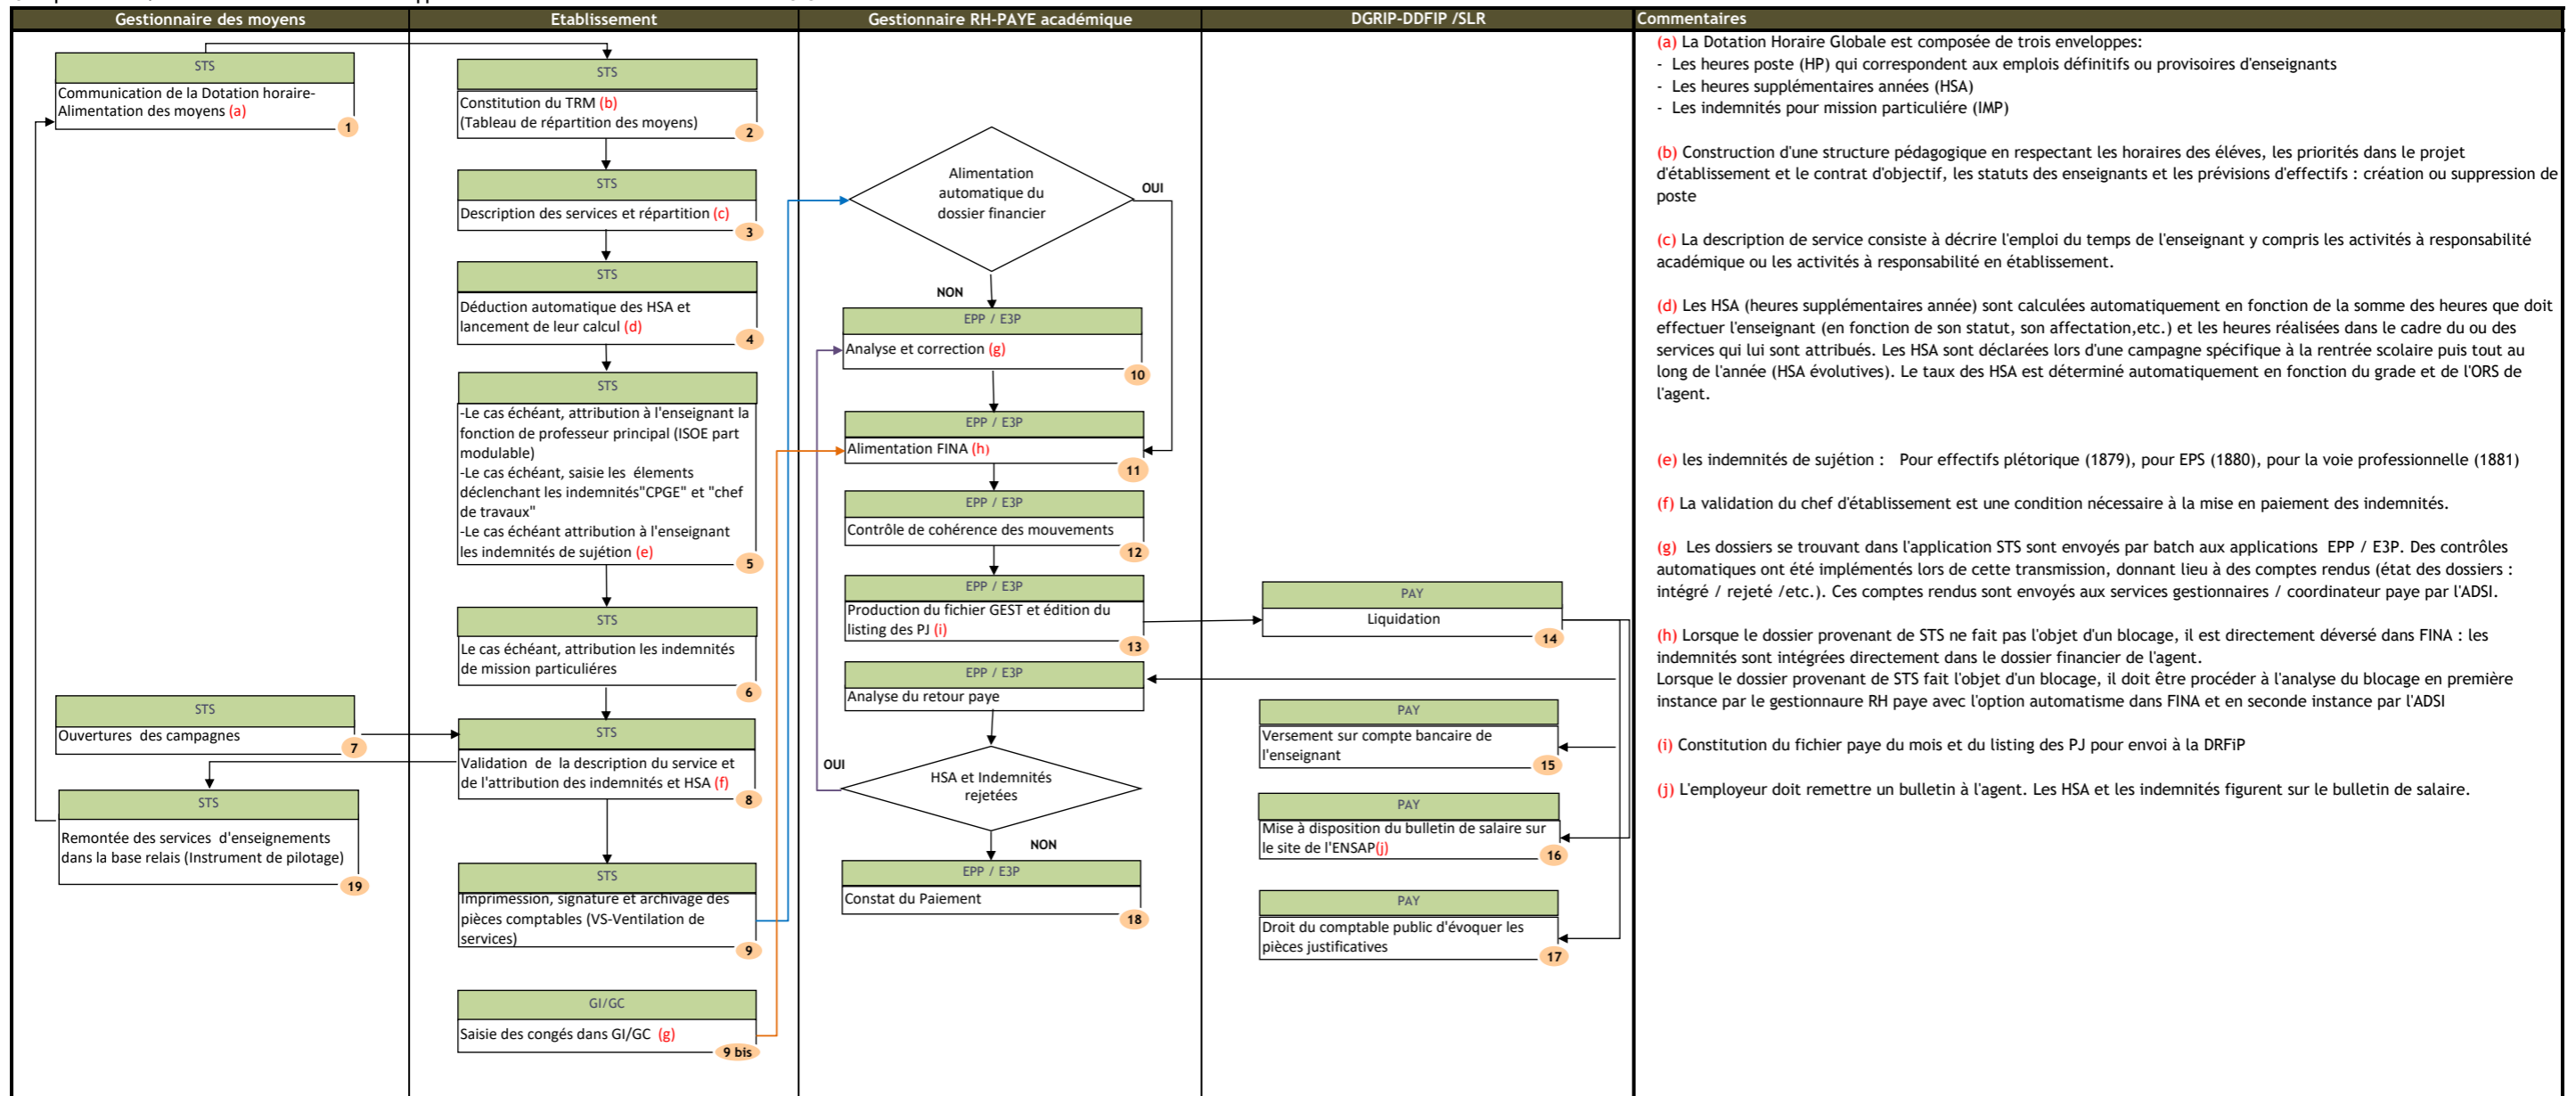 Gestionnaire des moyens
Etablissement
Gestionnaire RH-PAYE académique
DGRIP-DDFIP /SLR
Commentaires
STS
Communication de la Dotation horaire-
Alimentation des moyens (a)
1
STS
Ouvertures des campagnes
7
STS
Remontée des services d'enseignements
dans la base relais (Instrument de pilotage)
19
STS
Constitution du TRM (b)
(Tableau de répartition des moyens)
2
STS
Description des services et répartition (c)
3
STS
Déduction automatique des HSA et
lancement de leur calcul (d)
4
STS
-Le cas échéant, attribution à l'enseignant la
fonction de professeur principal (ISOE part
modulable)
-Le cas échéant, saisie les élements
déclenchant les indemnités"CPGE" et "chef
de travaux"
-Le cas échéant attribution à l'enseignant
les indemnités de sujétion (e)
5
STS
Le cas échéant, attribution les indemnités
de mission particuliéres
6
STS
Validation de la description du service et
de l'attribution des indemnités et HSA (f)
8
STS
Imprimession, signature et archivage des
pièces comptables (VS-Ventilation de
services)
9
GI/GC
Saisie des congés dans GI/GC (g)
9 bis
Alimentation
automatique du
dossier financier
OUI
NON
EPP / E3P
Analyse et correction (g)
10
EPP / E3P
Alimentation FINA (h)
11
EPP / E3P
Contrôle de cohérence des mouvements
12
EPP / E3P
Production du fichier GEST et édition du
listing des PJ (i)
13
EPP / E3P
Analyse du retour paye
OUI
HSA et Indemnités
rejetées
NON
EPP / E3P
Constat du Paiement
18
PAY
Liquidation
14
PAY
Versement sur compte bancaire de
l'enseignant
15
PAY
Mise à disposition du bulletin de salaire sur
le site de l'ENSAP(j)
16
PAY
Droit du comptable public d'évoquer les
pièces justificatives
17
(a) La Dotation Horaire Globale est composée de trois enveloppes:
- Les heures poste (HP) qui correspondent aux emplois définitifs ou provisoires d'enseignants
- Les heures supplémentaires années (HSA)
- Les indemnités pour mission particuliére (IMP)
(b) Construction d'une structure pédagogique en respectant les horaires des éléves, les priorités dans le projet
d'établissement et le contrat d'objectif, les statuts des enseignants et les prévisions d'effectifs : création ou suppression de
poste
(c) La description de service consiste à décrire l'emploi du temps de l'enseignant y compris les activités à responsabilité
académique ou les activités à responsabilité en établissement.
(d) Les HSA (heures supplémentaires année) sont calculées automatiquement en fonction de la somme des heures que doit
effectuer l'enseignant (en fonction de son statut, son affectation,etc.) et les heures réalisées dans le cadre du ou des
services qui lui sont attribués. Les HSA sont déclarées lors d'une campagne spécifique à la rentrée scolaire puis tout au
long de l'année (HSA évolutives). Le taux des HSA est déterminé automatiquement en fonction du grade et de l'ORS de
l'agent.
(e) les indemnités de sujétion : Pour effectifs plétorique (1879), pour EPS (1880), pour la voie professionnelle (1881)
(f) La validation du chef d'établissement est une condition nécessaire à la mise en paiement des indemnités.
(g) Les dossiers se trouvant dans l'application STS sont envoyés par batch aux applications EPP / E3P. Des contrôles
automatiques ont été implémentés lors de cette transmission, donnant lieu à des comptes rendus (état des dossiers :
intégré / rejeté /etc.). Ces comptes rendus sont envoyés aux services gestionnaires / coordinateur paye par l'ADSI.
(h) Lorsque le dossier provenant de STS ne fait pas l'objet d'un blocage, il est directement déversé dans FINA : les
indemnités sont intégrées directement dans le dossier financier de l'agent.
Lorsque le dossier provenant de STS fait l'objet d'un blocage, il doit être procéder à l'analyse du blocage en première
instance par le gestionnaure RH paye avec l'option automatisme dans FINA et en seconde instance par l'ADSI
(i) Constitution du fichier paye du mois et du listing des PJ pour envoi à la DRFiP
(j) L'employeur doit remettre un bulletin à l'agent. Les HSA et les indemnités figurent sur le bulletin de salaire.